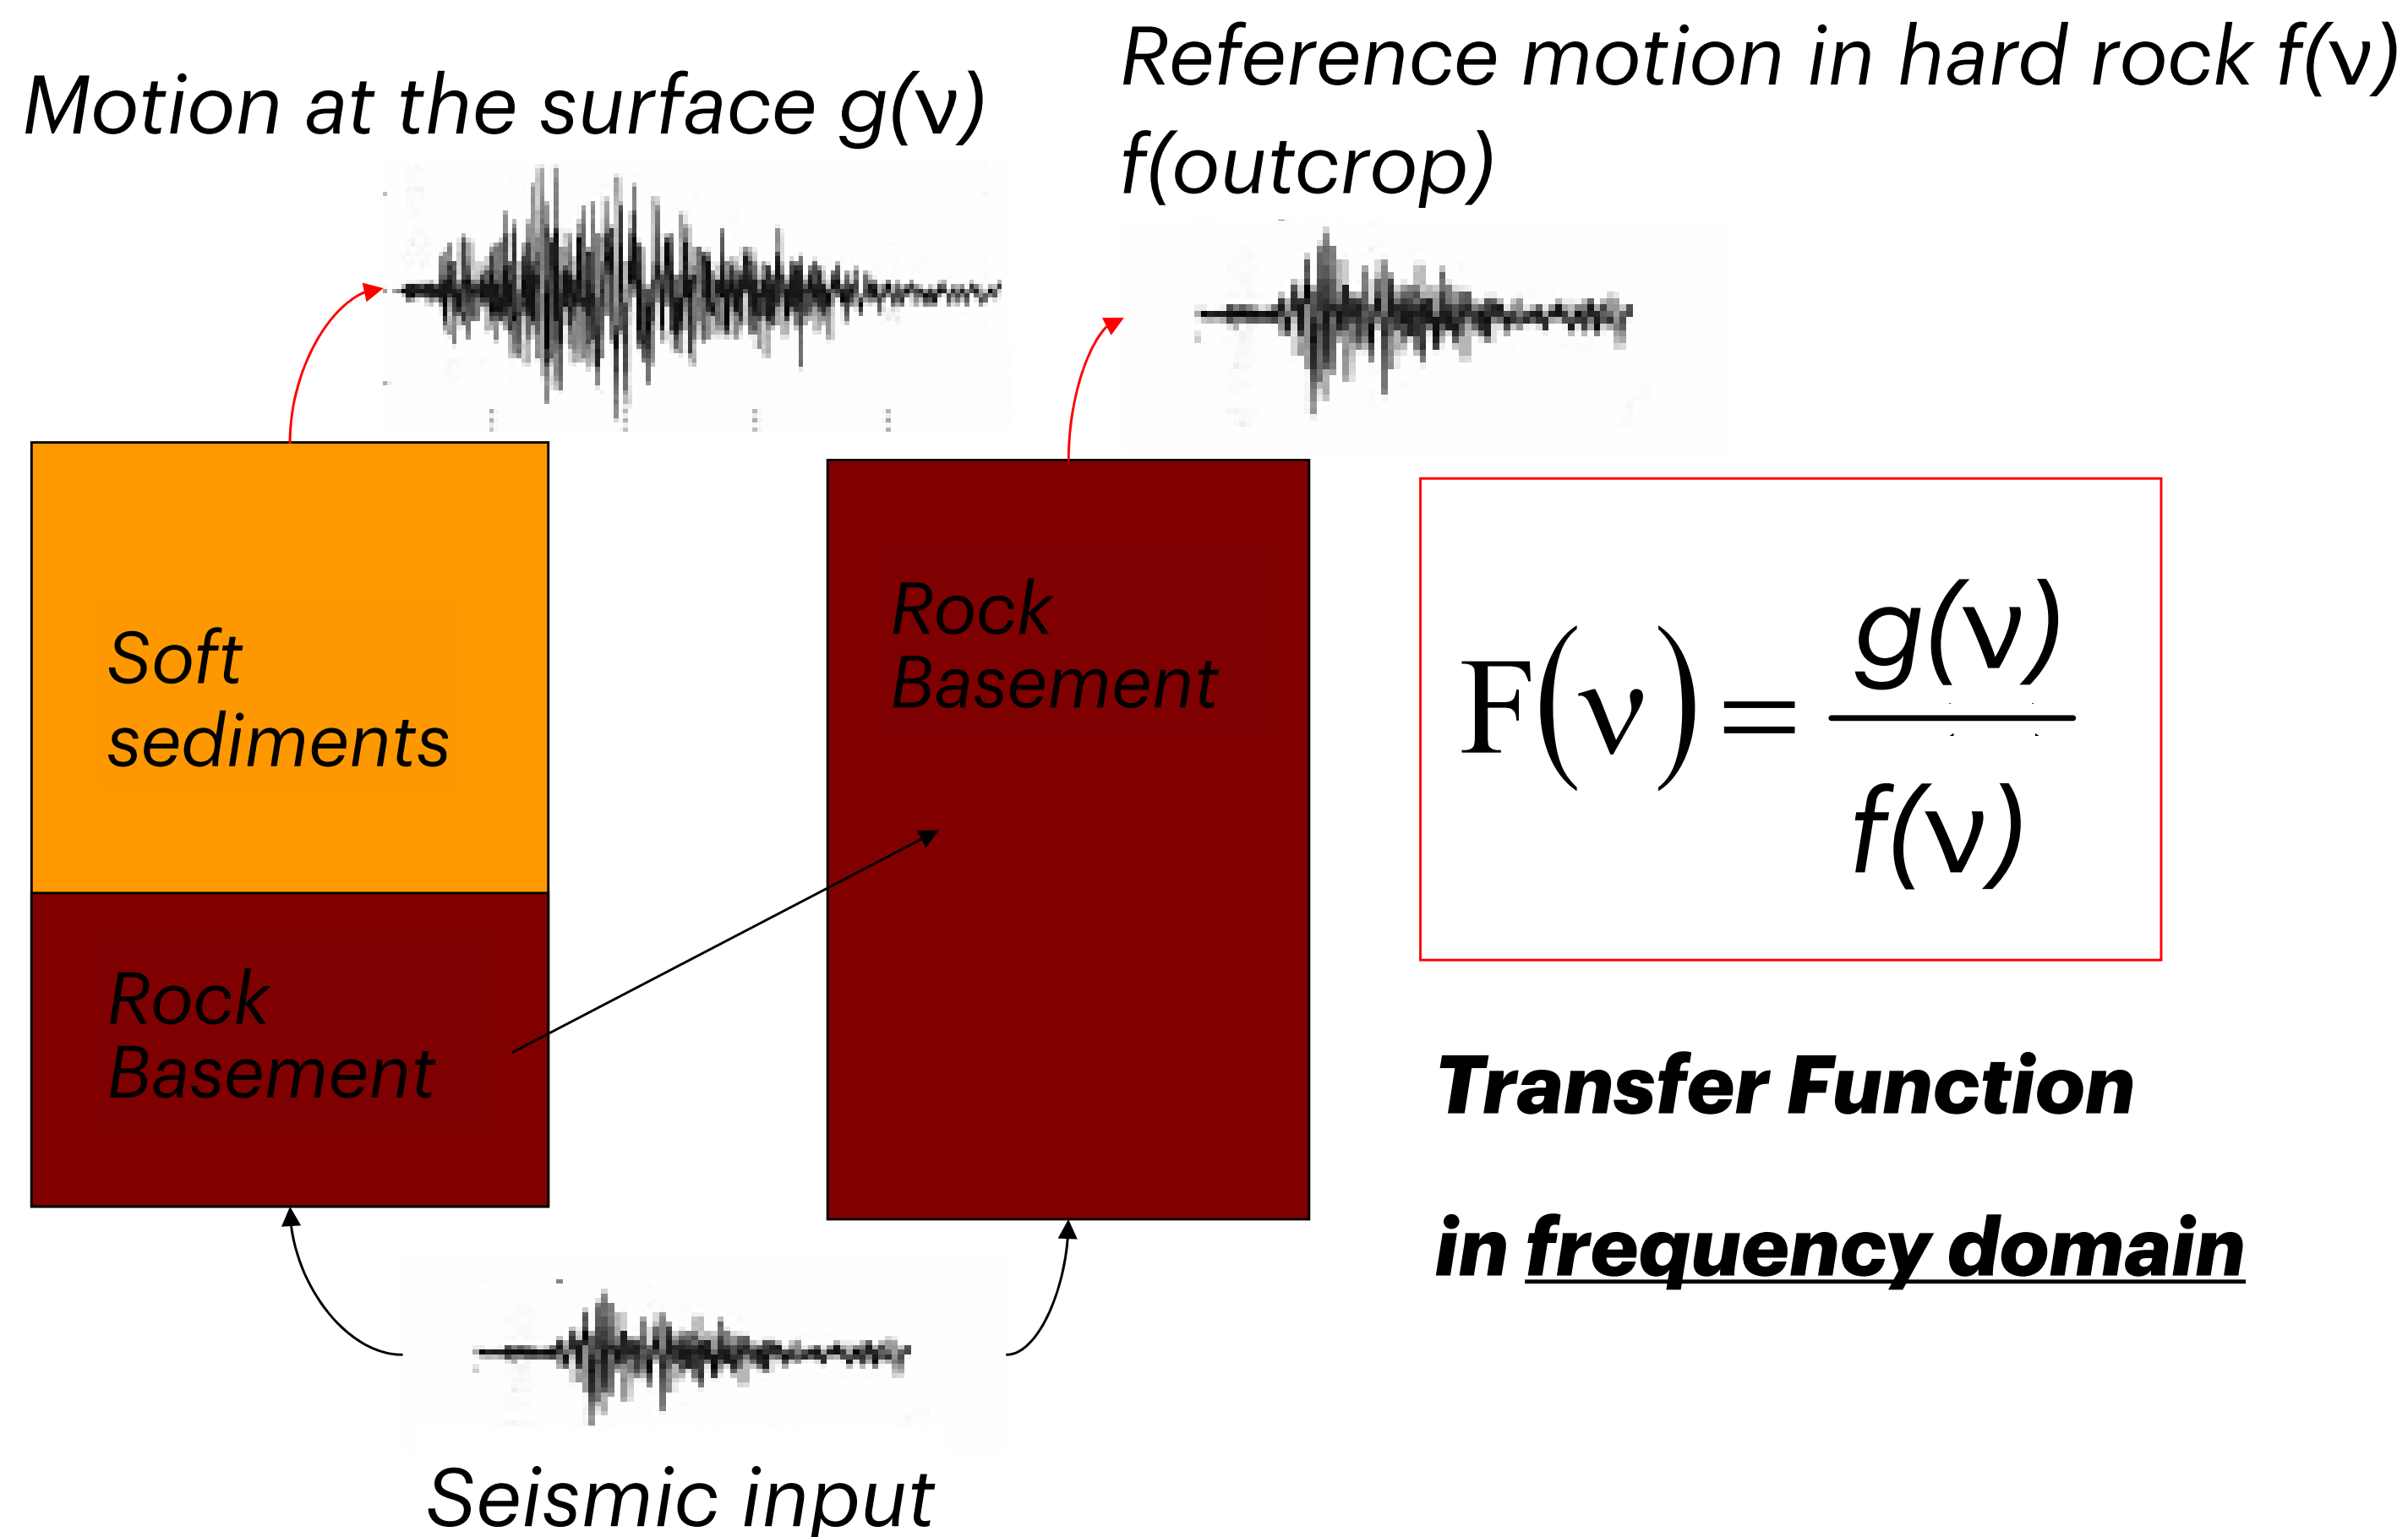 Motion at the surface g(ν)
Reference motion in hard rock f(ν)
f(outcrop)
Soft
sediments
Rock
Basement
Rock
Basement
F(ν) = g(ν) / f(ν)
Transfer Function
in frequency domain
Seismic input